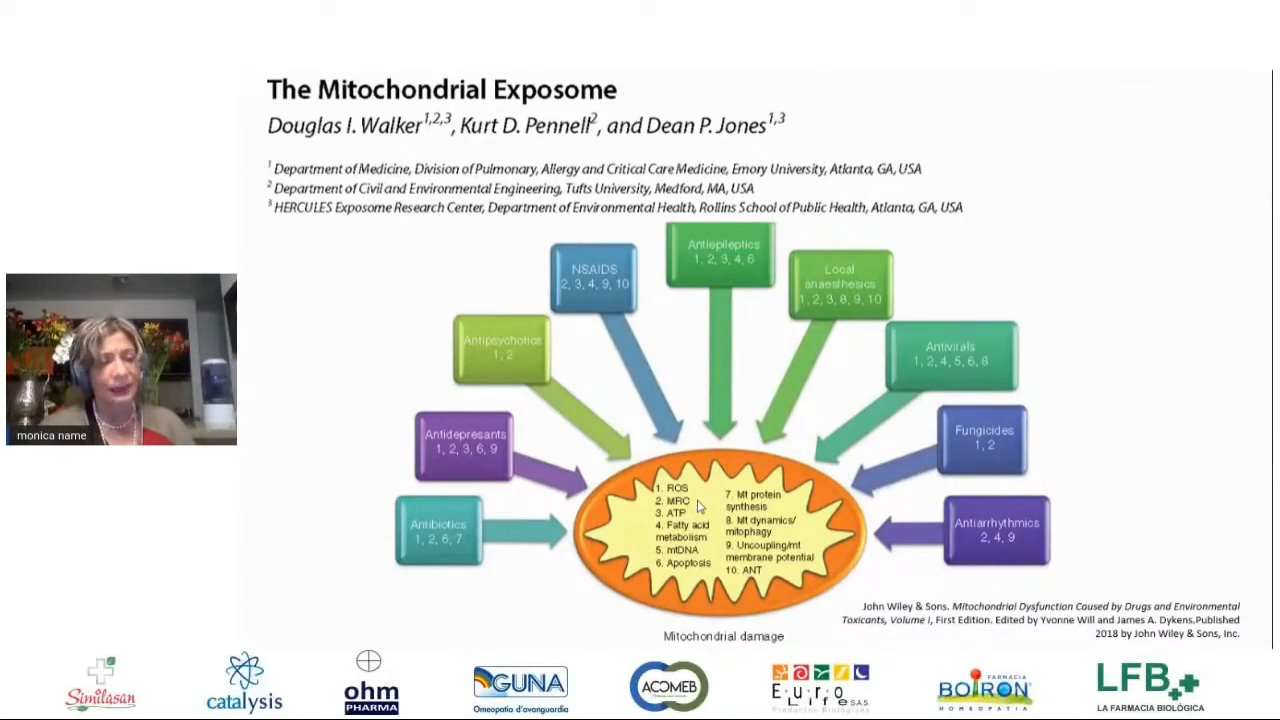 The Mitochondrial Exposome
Douglas I. Walker1,2,3, Kurt D. Pennell2, and Dean P. Jones1,3
1 Department of Medicine, Division of Pulmonary, Allergy and Critical Care Medicine, Emory University, Atlanta, GA, USA
2 Department of Civil and Environmental Engineering, Tufts University, Medford, MA, USA
3 HERCULES Exposome Research Center, Department of Environmental Health, Rollins School of Public Health, Atlanta, GA, USA
Antiepileptics
1, 2, 3, 4, 6
NSAIDS
2, 3, 4, 9, 10
Local
anaesthesics
1, 2, 3, 8, 9, 10
Antipsychotics
1, 2
Antivirals
1, 2, 4, 5, 6, 8
Antidepresants
1, 2, 3, 6, 9
Fungicides
1, 2
Antibiotics
1, 2, 6, 7
Antiarrhythmics
2, 4, 9
1. ROS
2. MRC
3. ATP
4. Fatty acid
metabolism
5. mtDNA
6. Apoptosis
7. Mt protein
synthesis
8. Mt dynamics/
mitophagy
9. Uncoupling/mt
membrane potential
10. ANT
Mitochondrial damage
monica name
John Wiley & Sons. Mitochondrial Dysfunction Caused by Drugs and Environmental
Toxicants, Volume I, First Edition. Edited by Yvonne Will and James A. Dykens.Published
2018 by John Wiley & Sons, Inc.
Similasan
catalysis
ohm
PHARMA
GUNA
Omeopatia d'avanguardia
ACOMEB
Euro
Life S.A.S.
Productos Biológicos
FARMACIA
BOIRON
HOMEOPATIA
LFB
LA FARMACIA BIOLÓGICA